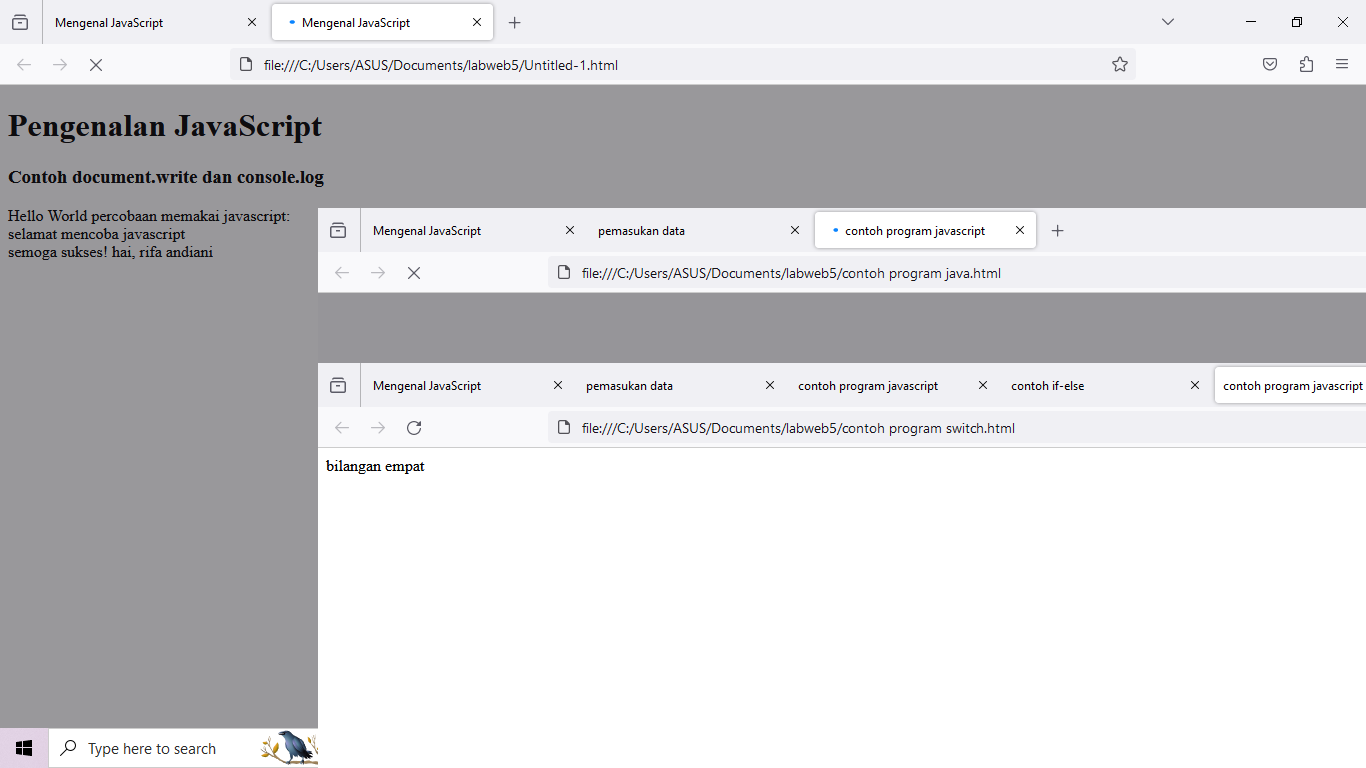 Mengenal JavaScript
Mengenal JavaScript
file:///C:/Users/ASUS/Documents/labweb5/Untitled-1.html
Pengenalan JavaScript
Contoh document.write dan console.log
Hello World percobaan memakai javascript:
selamat mencoba javascript
semoga sukses! hai, rifa andiani
Mengenal JavaScript pemasukan data contoh program javascript
file:///C:/Users/ASUS/Documents/labweb5/contoh program java.html
Mengenal JavaScript pemasukan data contoh program javascript contoh if-else contoh program javascript
file:///C:/Users/ASUS/Documents/labweb5/contoh program switch.html
bilangan empat
Type here to search